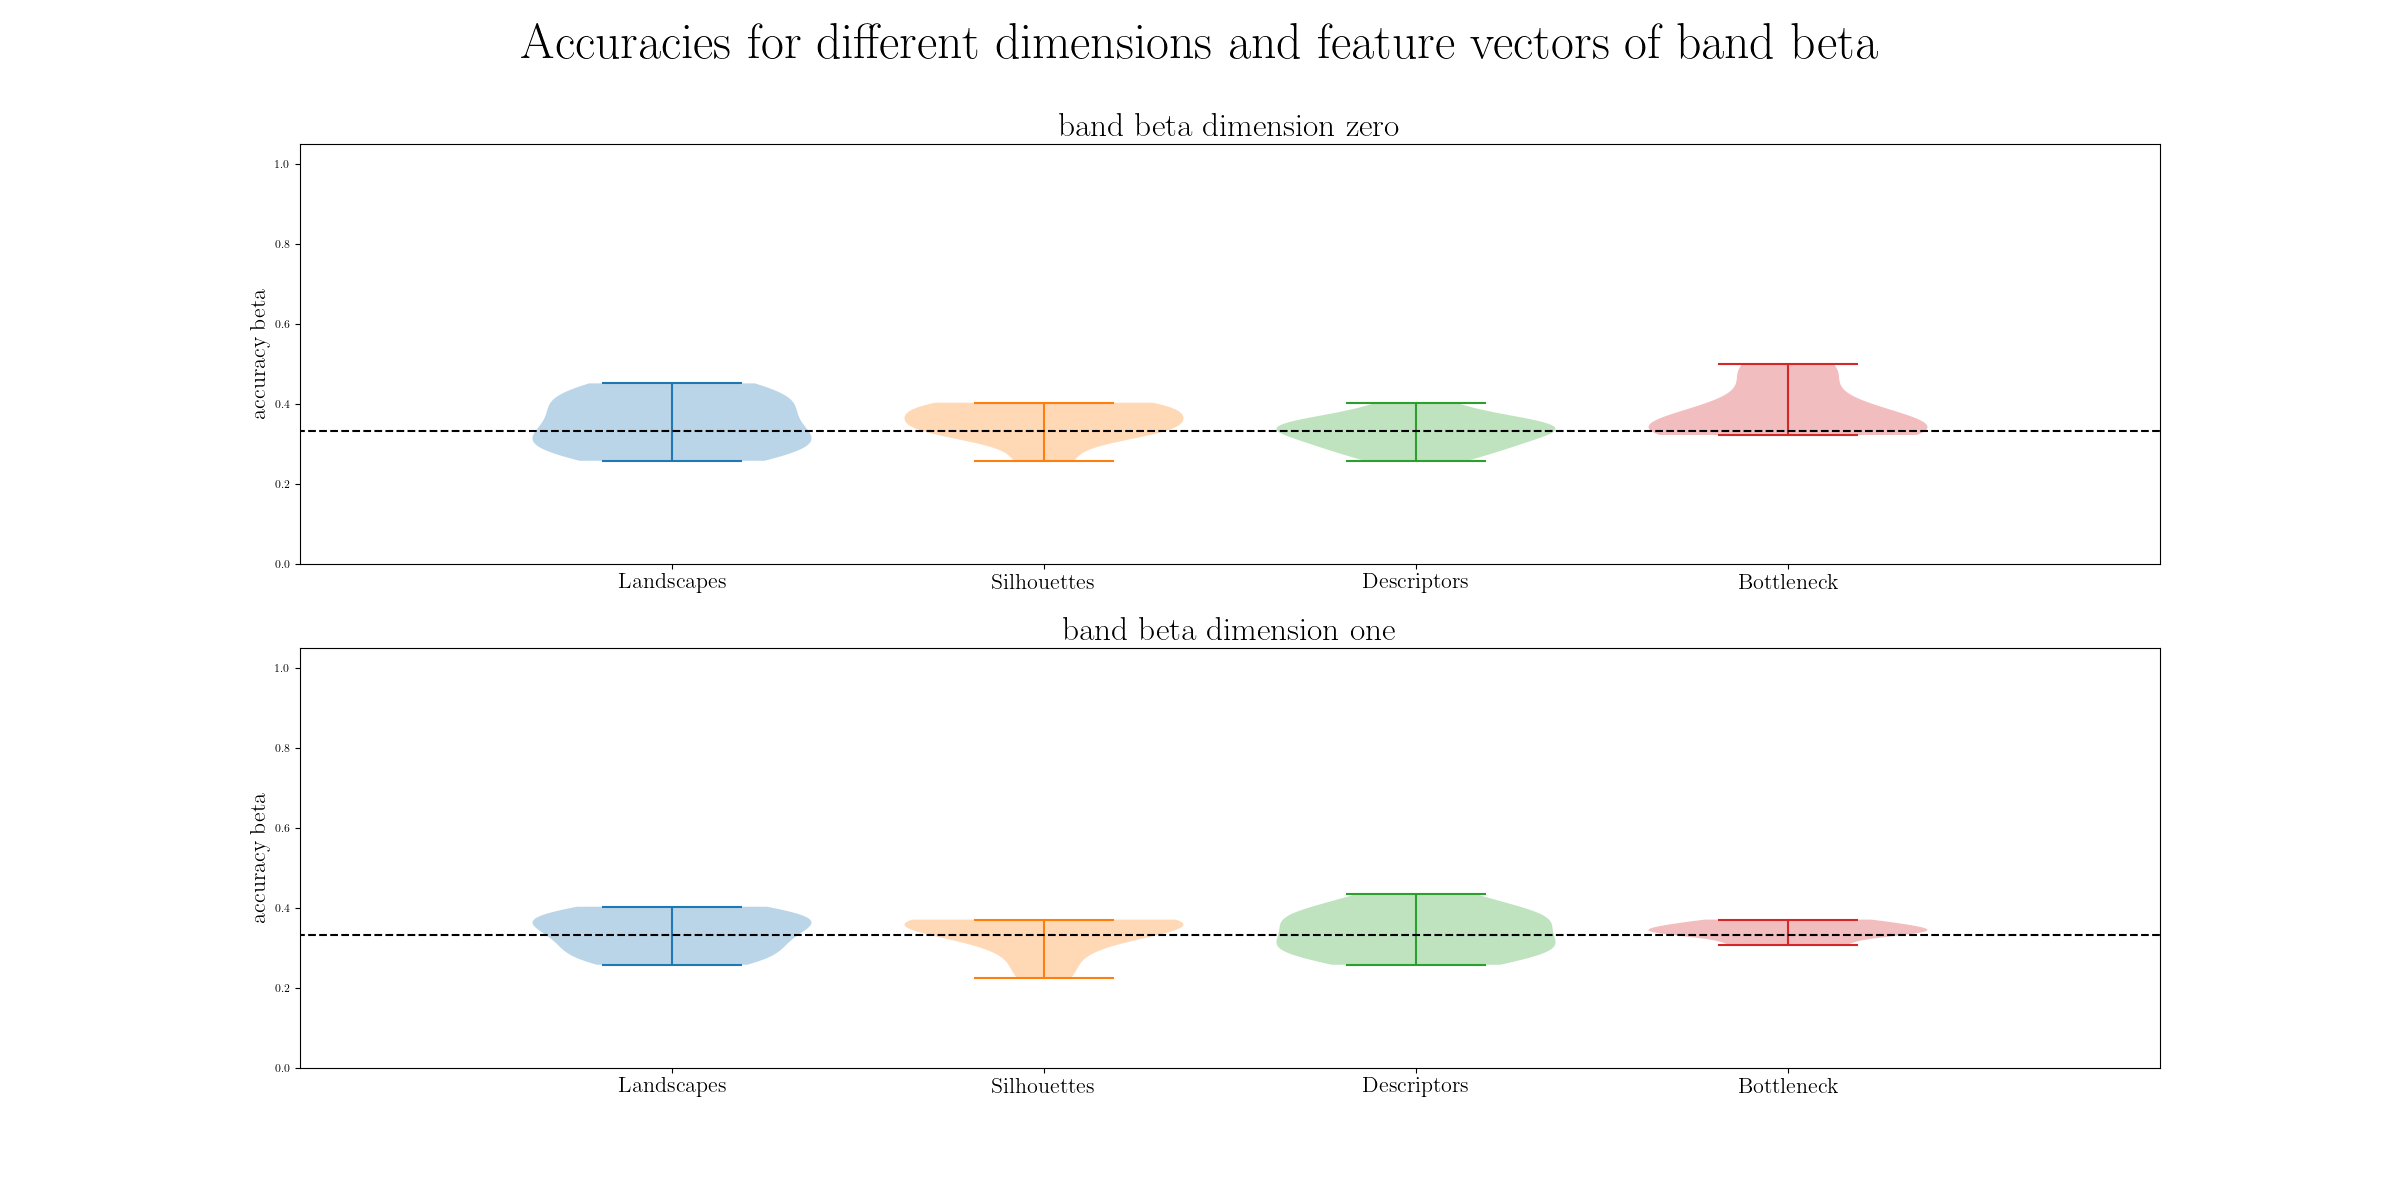 Accuracies for different dimensions and feature vectors of band beta
band beta dimension zero
1.0
0.8
0.6
0.4
0.2
0.0
accuracy beta
Landscapes Silhouettes Descriptors Bottleneck
band beta dimension one
1.0
0.8
0.6
0.4
0.2
0.0
accuracy beta
Landscapes Silhouettes Descriptors Bottleneck